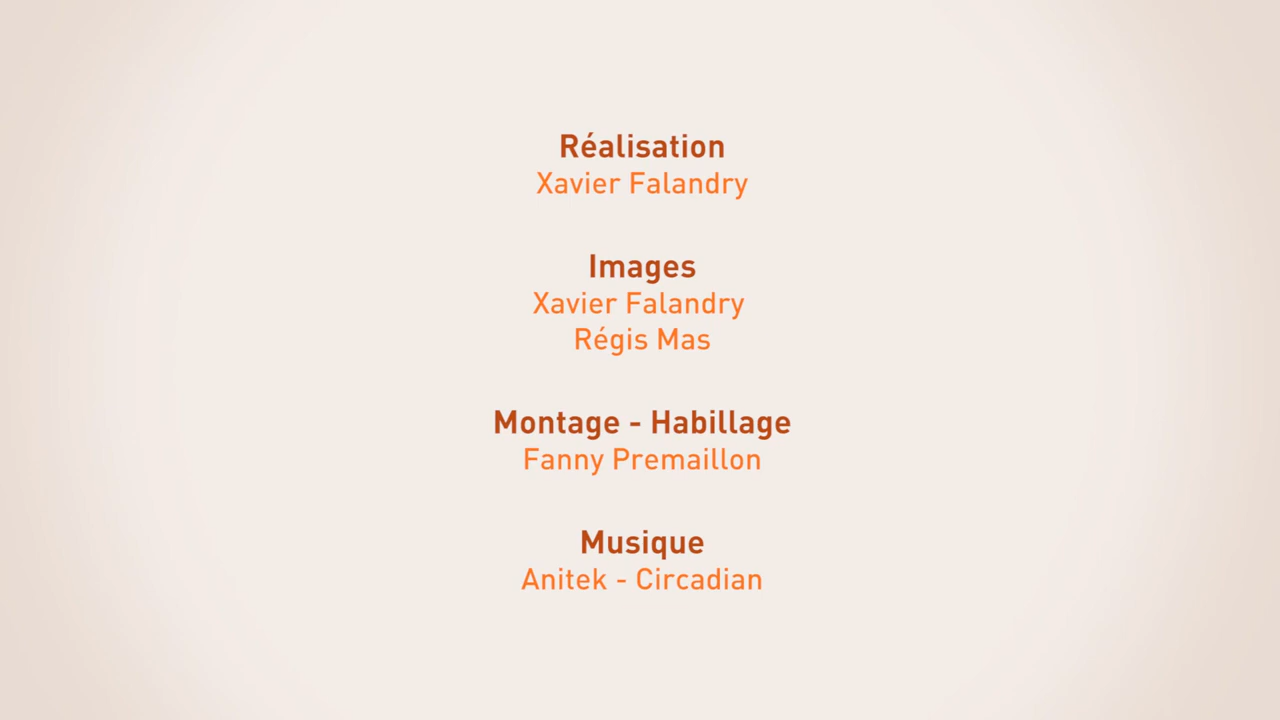 Réalisation
Xavier Falandry
Images
Xavier Falandry
Régis Mas
Montage - Habillage
Fanny Premaillon
Musique
Anitek - Circadian